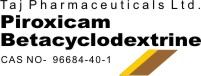 Taj Pharmaceuticals Ltd.
Piroxicam
Betacyclodextrine
CAS NO- 96684-40-1